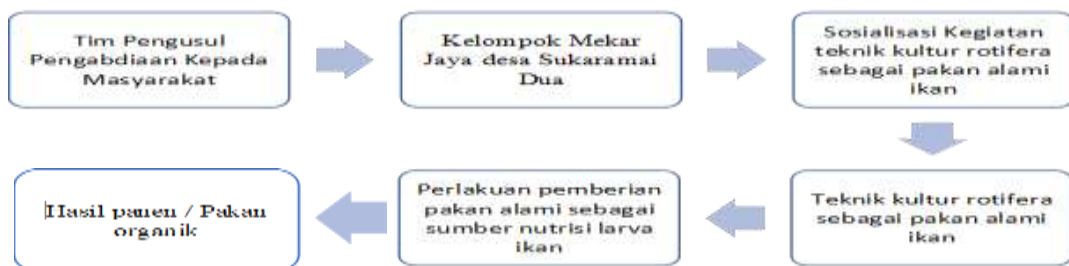 Tim Pengusul
Pengabdiaan Kepada
Masyarakat
Kelompok Mekar
Jaya desa Sukaramai
Dua
Sosialisasi Kegiatan
teknik kultur rotifera
sebagai pakan alami
ikan
Teknik kultur rotifera
sebagai pakan alami
ikan
Perlakuan pemberian
pakan alami sebagai
sumber nutrisi larva
ikan
Hasil panen / Pakan
organik